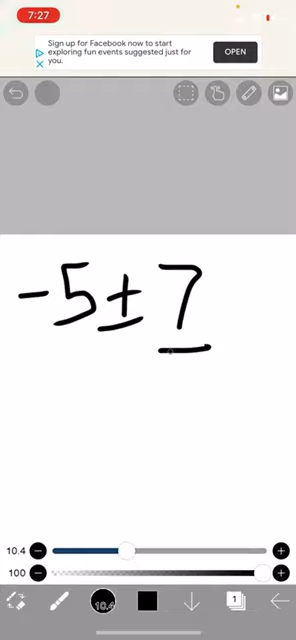 7:27
Sign up for Facebook now to start
exploring fun events suggested just for
you.
OPEN
-5±7
10.4
100
10.4
1